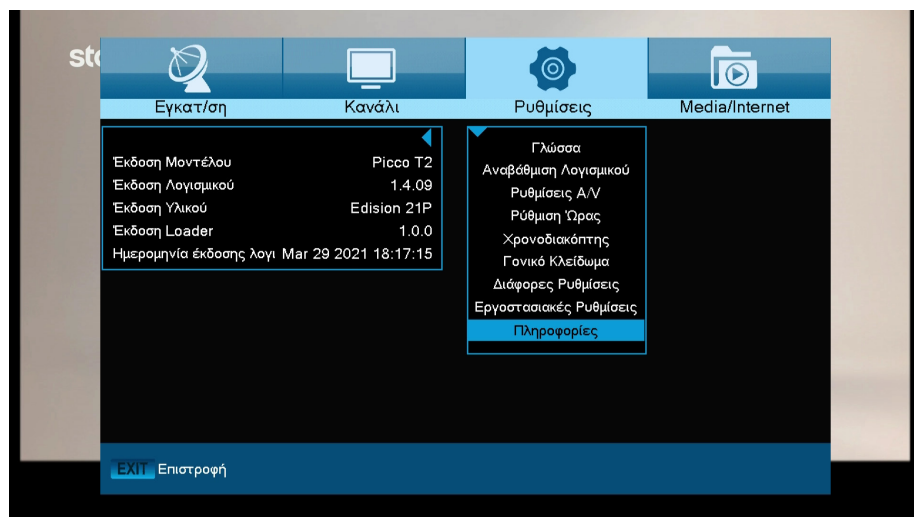 sto
Εγκατ/ση
Κανάλι
Ρυθμίσεις
Media/Internet
Έκδοση Μοντέλου Picco T2
Έκδοση Λογισμικού 1.4.09
Έκδοση Υλικού Edision 21P
Έκδοση Loader 1.0.0
Ημερομηνία έκδοσης λογι Mar 29 2021 18:17:15
Γλώσσα
Αναβάθμιση Λογισμικού
Ρυθμίσεις A/V
Ρύθμιση Ώρας
Χρονοδιακόπτης
Γονικό Κλείδωμα
Διάφορες Ρυθμίσεις
Εργοστασιακές Ρυθμίσεις
Πληροφορίες
EXIT Επιστροφή